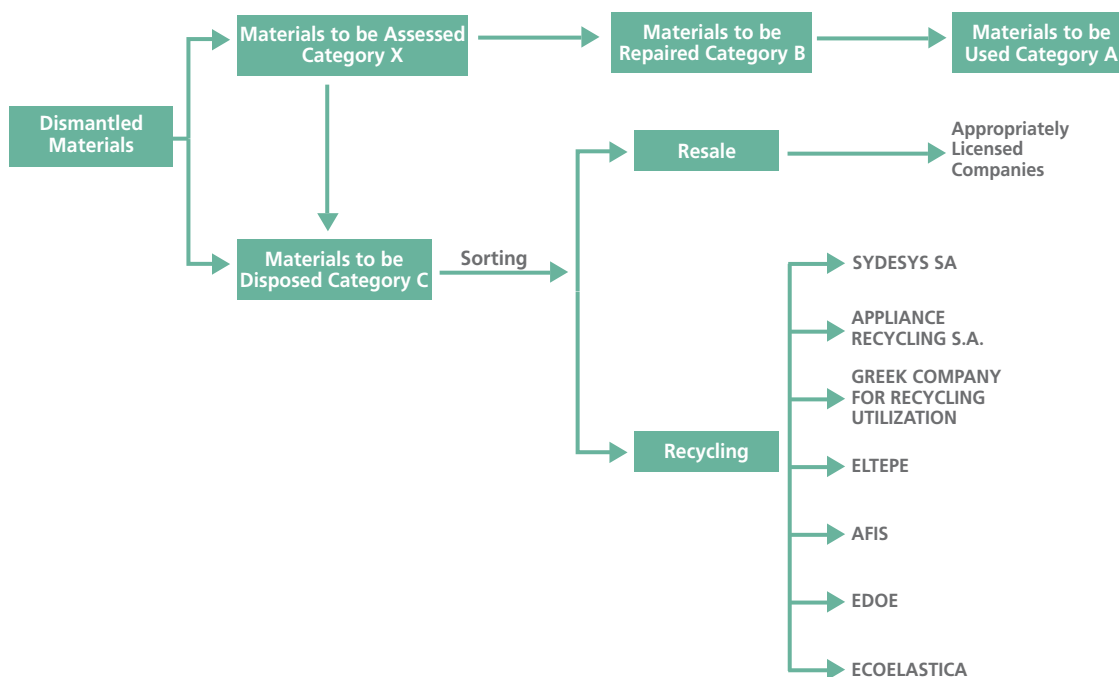 Dismantled
Materials
Materials to be Assessed
Category X
Materials to be
Repaired Category B
Materials to be
Used Category A
Materials to be
Disposed Category C
Sorting
Resale
Appropriately
Licensed
Companies
Recycling
SYDESYS SA
APPLIANCE
RECYCLING S.A.
GREEK COMPANY
FOR RECYCLING
UTILIZATION
ELTEPE
AFIS
EDOE
ECOELASTICA